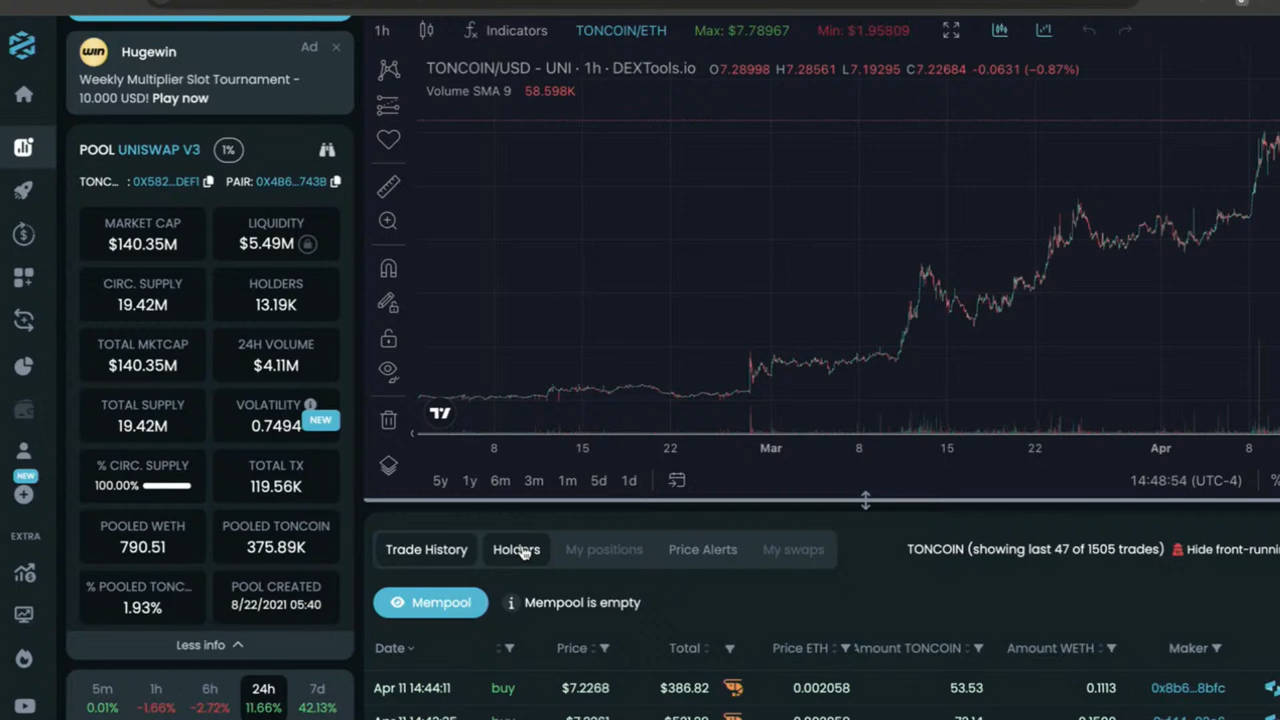 win
Hugewin
Ad
Weekly Multiplier Slot Tournament -
10.000 USD! Play now
POOL UNISWAP V3 1%
TONC... : 0X582...DEF1 PAIR: 0X4B6...743B
MARKET CAP
$140.35M
LIQUIDITY
$5.49M
CIRC. SUPPLY
19.42M
HOLDERS
13.19K
TOTAL MKTCAP
$140.35M
24H VOLUME
$4.11M
TOTAL SUPPLY
19.42M
VOLATILITY
0.7494
NEW
% CIRC. SUPPLY
100.00%
TOTAL TX
119.56K
POOLED WETH
790.51
POOLED TONCOIN
375.89K
% POOLED TONC...
1.93%
POOL CREATED
8/22/2021 05:40
Less info
5m
0.01%
1h
-1.66%
6h
-2.72%
24h
11.66%
7d
42.13%
NEW
EXTRA
1h Indicators TONCOIN/ETH Max: $7.78967 Min: $1.95809
TONCOIN/USD - UNI · 1h · DEXTools.io O7.28998 H7.28561 L7.19295 C7.22684 -0.0631 (-0.87%)
Volume SMA 9 58.598K
8 15 22 Mar 8 15 22 Apr 8
5y 1y 6m 3m 1m 5d 1d 14:48:54 (UTC-4) %
Trade History Holders My positions Price Alerts My swaps TONCOIN (showing last 47 of 1505 trades) Hide front-runni
Mempool Mempool is empty
Date Price Total Price ETH Amount TONCOIN Amount WETH Maker
Apr 11 14:44:11 buy $7.2268 $386.82 0.002058 53.53 0.1113 0x8b6...8bfc